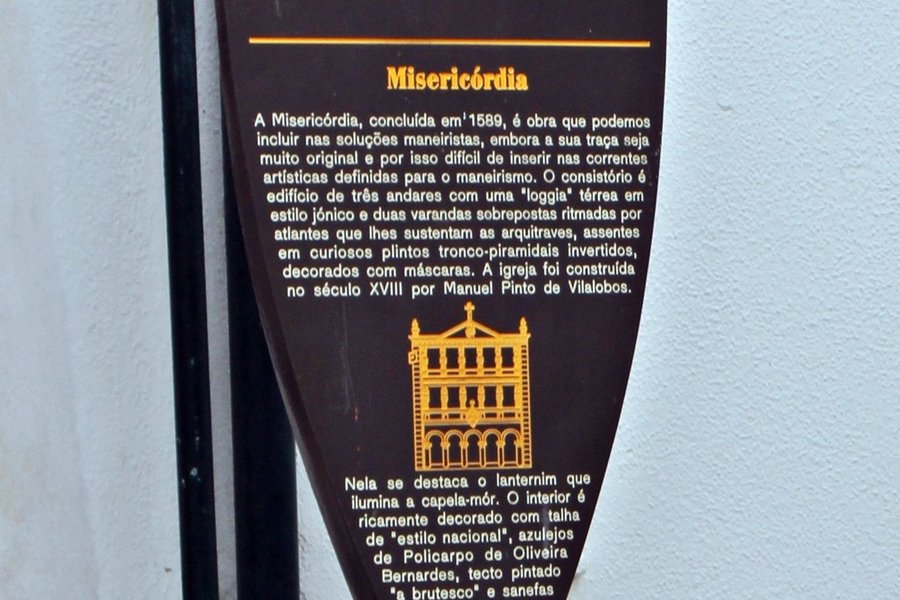 Misericórdia
A Misericórdia, concluída em 1589, é obra que podemos
incluir nas soluções maneiristas, embora a sua traça seja
muito original e por isso difícil de inserir nas correntes
artísticas definidas para o maneirismo. O consistório é
edifício de três andares com uma "loggia" térrea em
estilo jónico e duas varandas sobrepostas ritmadas por
atlantes que lhes sustentam as arquitraves, assentes
em curiosos plintos tronco-piramidais invertidos,
decorados com máscaras. A igreja foi construída
no século XVIII por Manuel Pinto de Vilalobos.
Nela se destaca o lanternim que
ilumina a capela-mór. O interior é
ricamente decorado com talha
de "estilo nacional", azulejos
de Policarpo de Oliveira
Bernardes, tecto pintado
"a brutesco" e sanefas